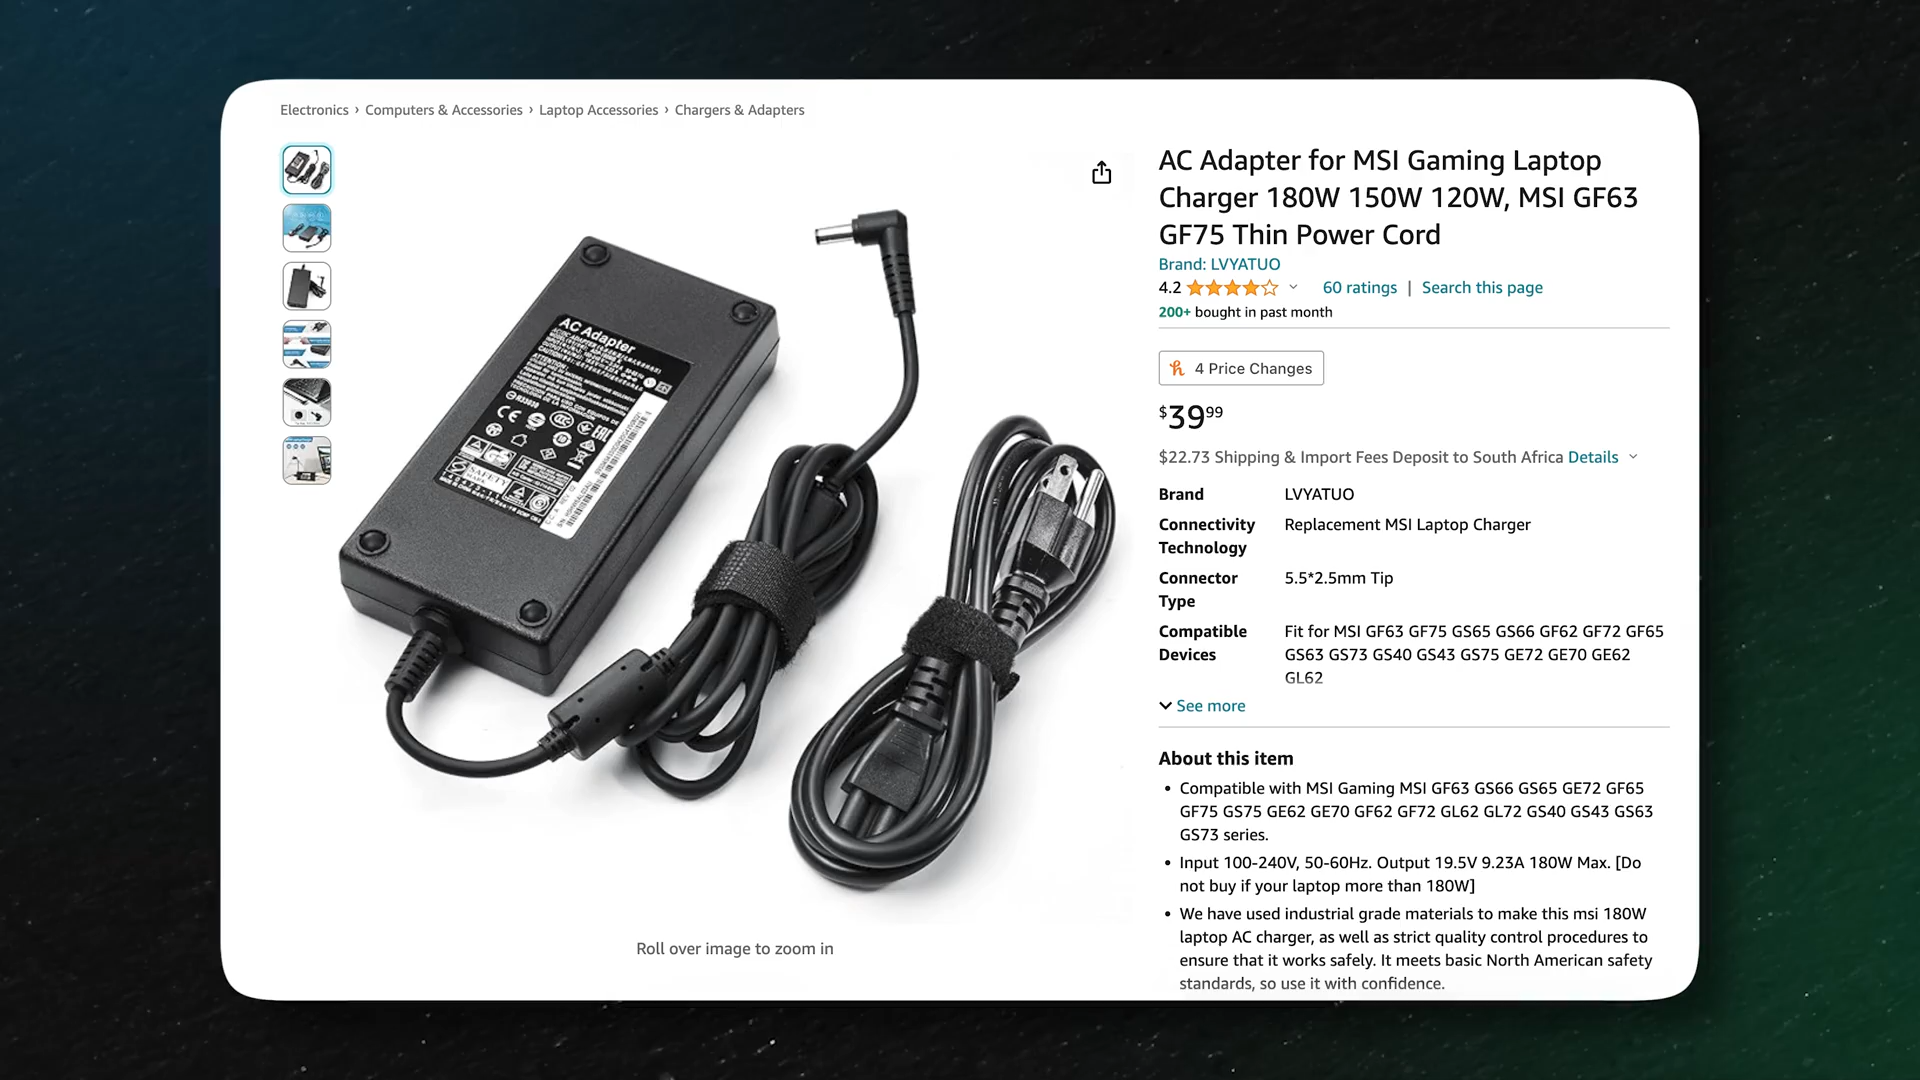 Electronics › Computers & Accessories › Laptop Accessories › Chargers & Adapters
AC Adapter for MSI Gaming Laptop
Charger 180W 150W 120W, MSI GF63
GF75 Thin Power Cord
Brand: LVYATUO
4.2 60 ratings | Search this page
200+ bought in past month
4 Price Changes
$39.99
$22.73 Shipping & Import Fees Deposit to South Africa Details
Brand LVYATUO
Connectivity Replacement MSI Laptop Charger
Technology
Connector 5.5*2.5mm Tip
Type
Compatible Fit for MSI GF63 GF75 GS65 GS66 GF62 GF72 GF65
Devices GS63 GS73 GS40 GS43 GS75 GE72 GE70 GE62
GL62
See more
About this item
• Compatible with MSI Gaming MSI GF63 GS66 GS65 GE72 GF65
GF75 GS75 GE62 GE70 GF62 GF72 GL62 GL72 GS40 GS43 GS63
GS73 series.
• Input 100-240V, 50-60Hz. Output 19.5V 9.23A 180W Max. [Do
not buy if your laptop more than 180W]
• We have used industrial grade materials to make this msi 180W
laptop AC charger, as well as strict quality control procedures to
ensure that it works safely. It meets basic North American safety
standards, so use it with confidence.
AC Adapter
ATTENTION:
SAFETY
Roll over image to zoom in